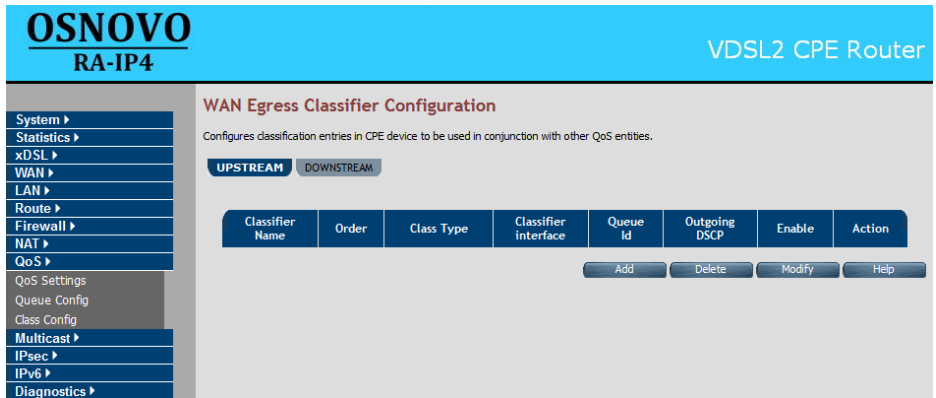 OSNOVO
RA-IP4
VDSL2 CPE Router
System
Statistics
xDSL
WAN
LAN
Route
Firewall
NAT
QoS
QoS Settings
Queue Config
Class Config
Multicast
IPsec
IPv6
Diagnostics
WAN Egress Classifier Configuration
Configures classification entries in CPE device to be used in conjunction with other QoS entities.
UPSTREAM DOWNSTREAM
Classifier Name Order Class Type Classifier interface Queue Id Outgoing DSCP Enable Action
Add Delete Modify Help